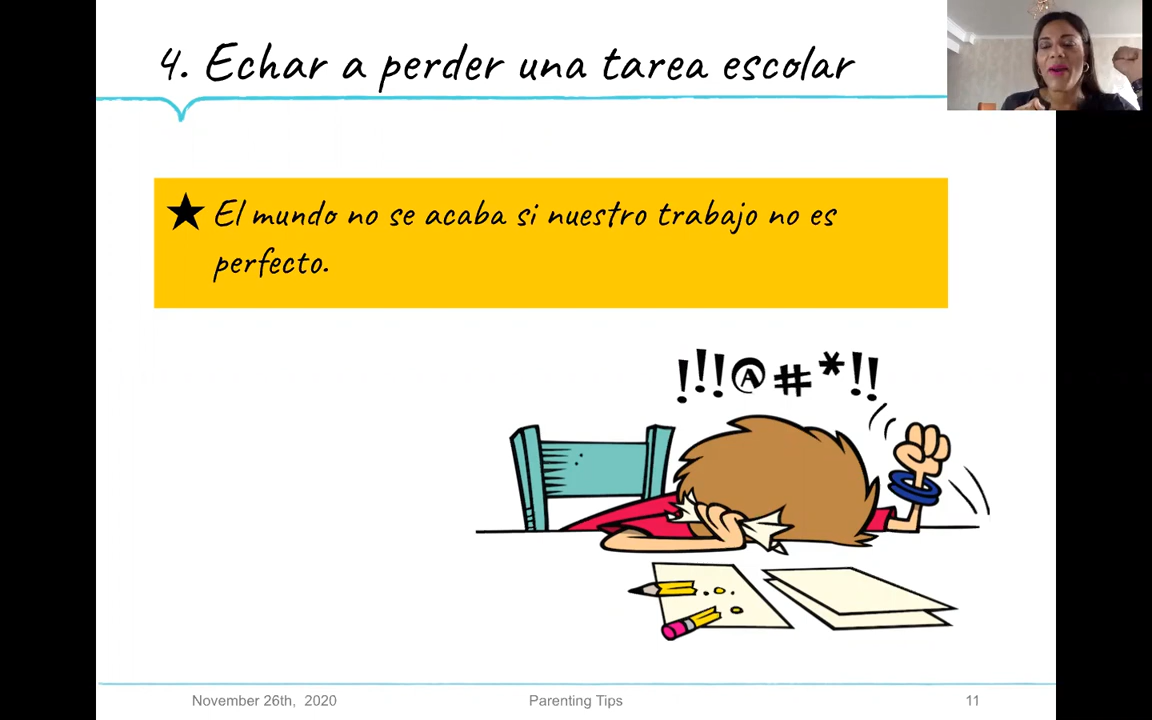 4. Echar a perder una tarea escolar
★ El mundo no se acaba si nuestro trabajo no es
perfecto.
!!!@#*!!
November 26th, 2020
Parenting Tips
11